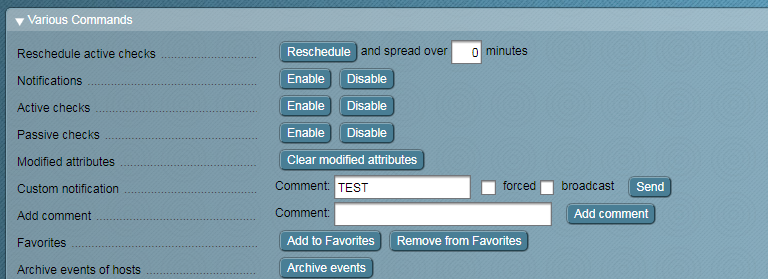 Various Commands
Reschedule active checks Reschedule and spread over 0 minutes
Notifications Enable Disable
Active checks Enable Disable
Passive checks Enable Disable
Modified attributes Clear modified attributes
Custom notification Comment: TEST forced broadcast Send
Add comment Comment: Add comment
Favorites Add to Favorites Remove from Favorites
Archive events of hosts Archive events